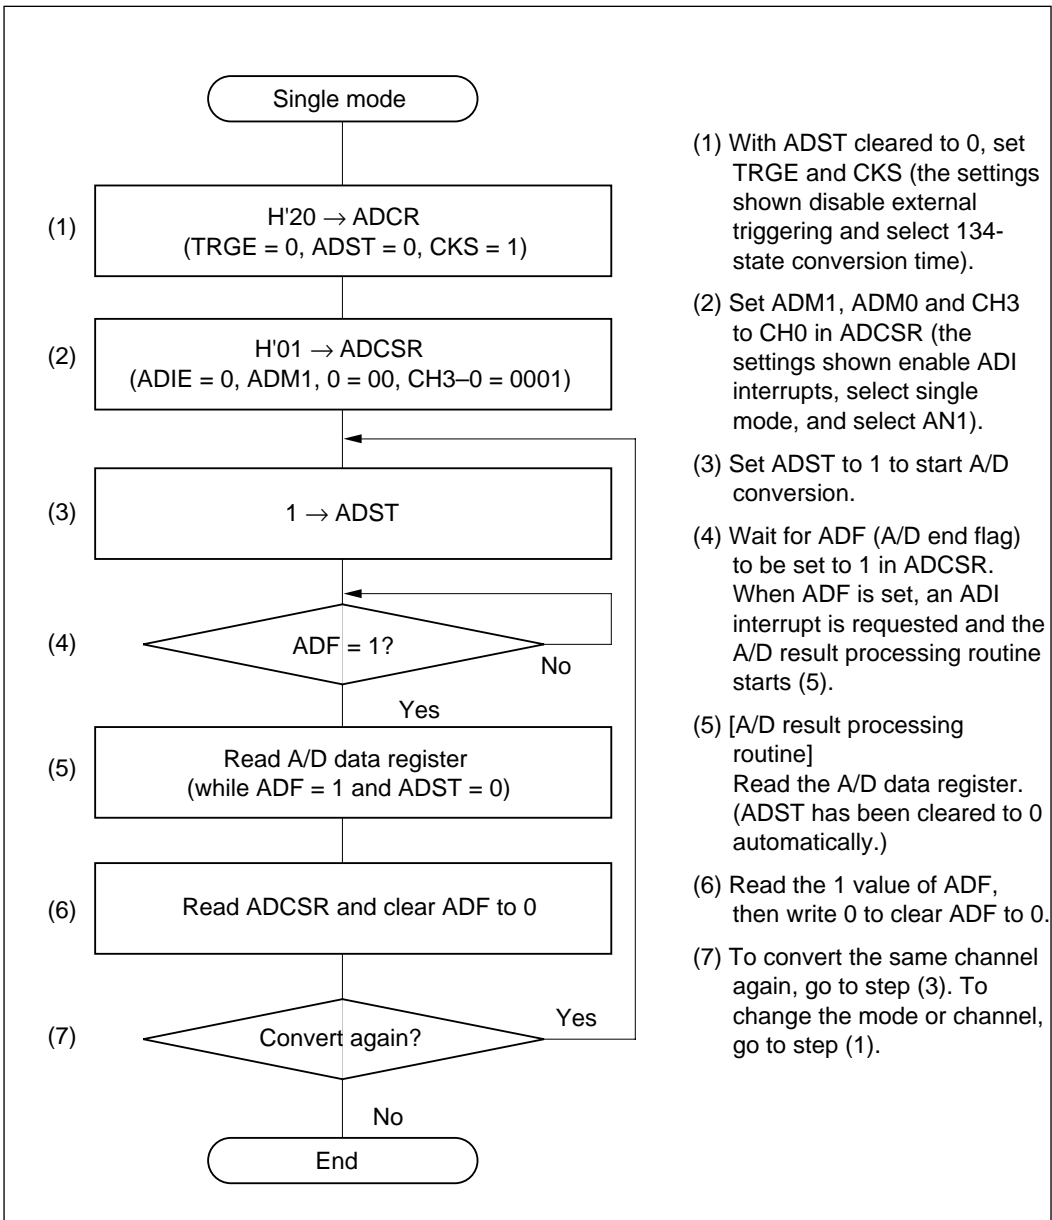 Single mode
(1)
H'20 → ADCR
(TRGE = 0, ADST = 0, CKS = 1)
(2)
H'01 → ADCSR
(ADIE = 0, ADM1, 0 = 00, CH3–0 = 0001)
(3)
1 → ADST
(4)
ADF = 1?
No
Yes
(5)
Read A/D data register
(while ADF = 1 and ADST = 0)
(6)
Read ADCSR and clear ADF to 0
(7)
Convert again?
Yes
No
End
(1) With ADST cleared to 0, set
TRGE and CKS (the settings
shown disable external
triggering and select 134-
state conversion time).
(2) Set ADM1, ADM0 and CH3
to CH0 in ADCSR (the
settings shown enable ADI
interrupts, select single
mode, and select AN1).
(3) Set ADST to 1 to start A/D
conversion.
(4) Wait for ADF (A/D end flag)
to be set to 1 in ADCSR.
When ADF is set, an ADI
interrupt is requested and the
A/D result processing routine
starts (5).
(5) [A/D result processing
routine]
Read the A/D data register.
(ADST has been cleared to 0
automatically.)
(6) Read the 1 value of ADF,
then write 0 to clear ADF to 0.
(7) To convert the same channel
again, go to step (3). To
change the mode or channel,
go to step (1).